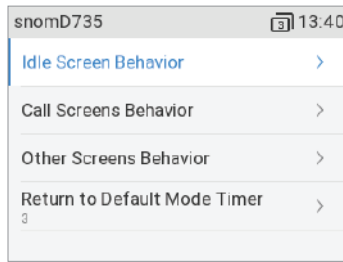 snomD735 3 13:40
Idle Screen Behavior
Call Screens Behavior
Other Screens Behavior
Return to Default Mode Timer
3